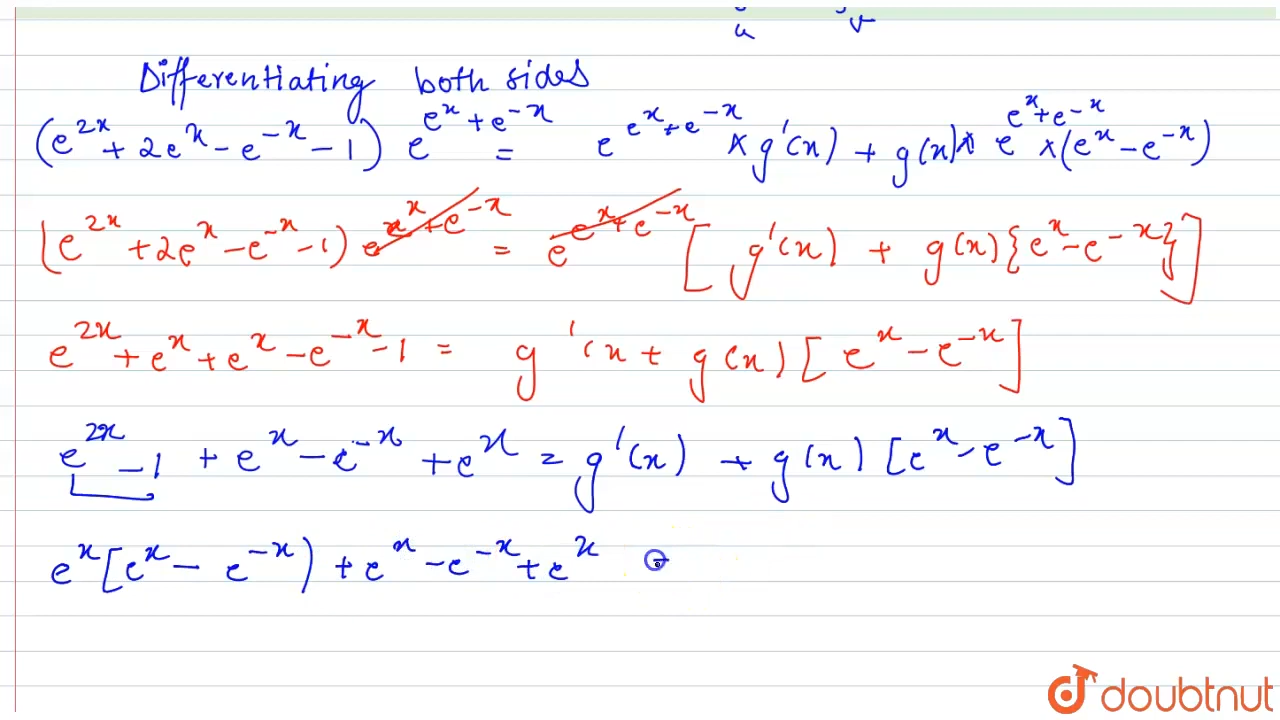 Differentiating both sides
(e^{2x} + 2e^x - e^{-x} - 1) e^{e^x + e^{-x}} = e^{e^x + e^{-x}} × g'(x) + g(x) × e^{e^x + e^{-x}} × (e^x - e^{-x})
[e^{2x} + 2e^x - e^{-x} - 1) e^{e^x + e^{-x}} = e^{e^x + e^{-x}} [ g'(x) + g(x) {e^x - e^{-x}} ]
e^{2x} + e^x + e^x - e^{-x} - 1 = g'(x + g(x) [ e^x - e^{-x} ]
e^{2x} - 1 + e^x - e^{-x} + e^x = g'(x) + g(x) [e^x - e^{-x}]
e^x [e^x - e^{-x}) + e^x - e^{-x} + e^x =
doubtnut